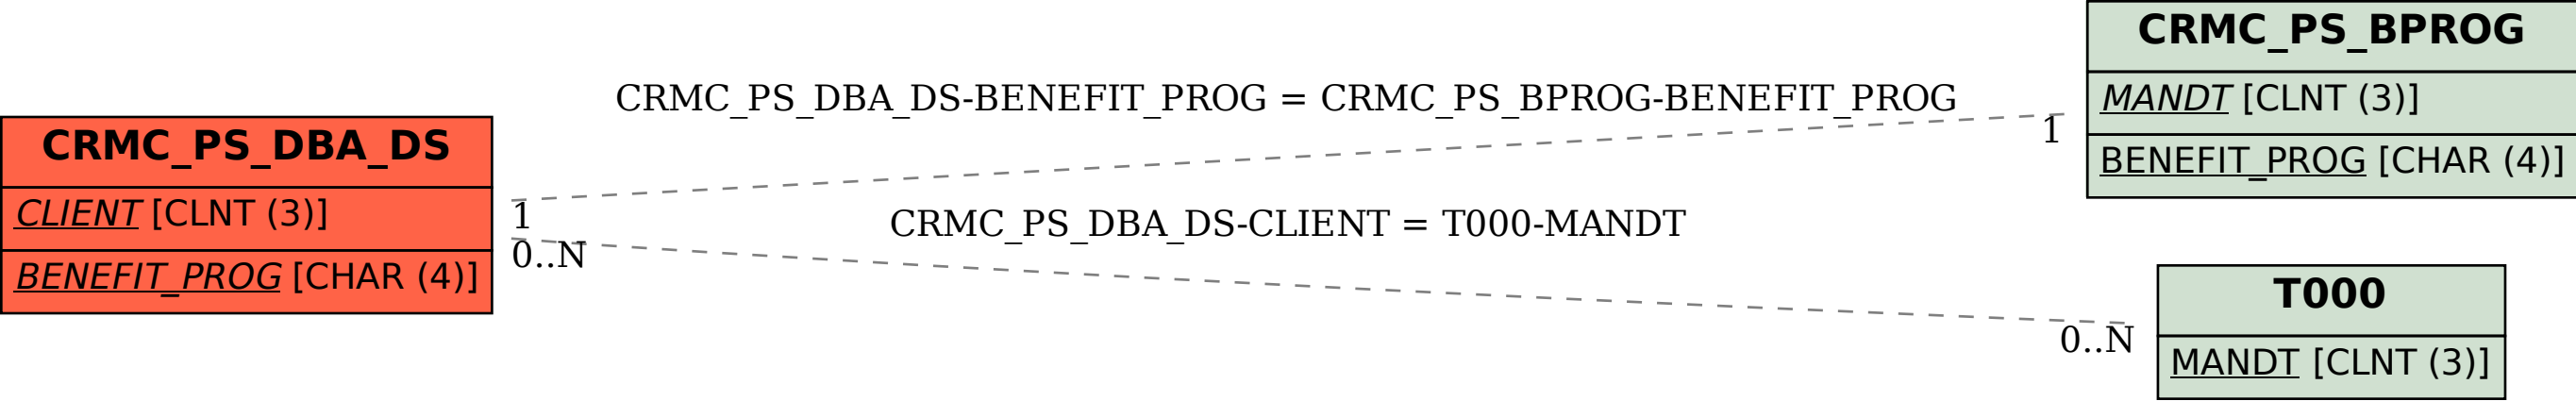 CRMC_PS_DBA_DS
CLIENT [CLNT (3)]
BENEFIT_PROG [CHAR (4)]
CRMC_PS_DBA_DS-BENEFIT_PROG = CRMC_PS_BPROG-BENEFIT_PROG
1
1
CRMC_PS_DBA_DS-CLIENT = T000-MANDT
0..N
0..N
CRMC_PS_BPROG
MANDT [CLNT (3)]
BENEFIT_PROG [CHAR (4)]
T000
MANDT [CLNT (3)]